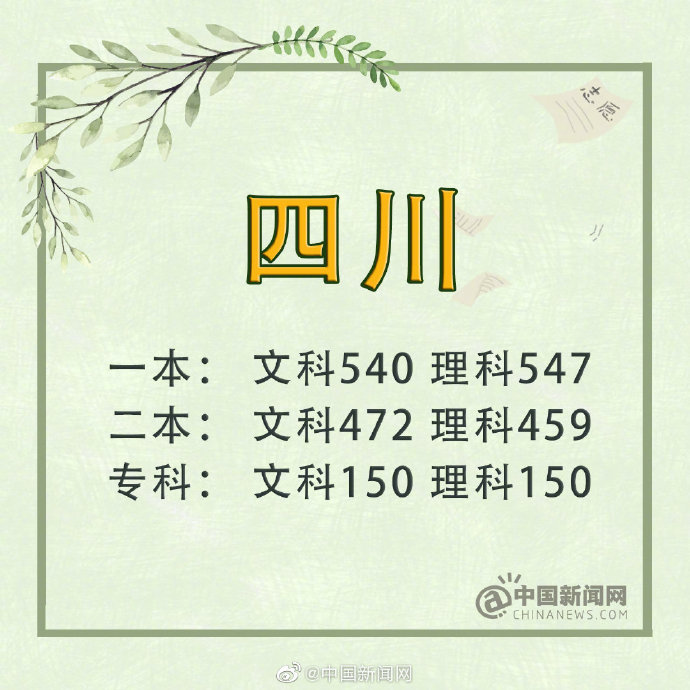 志愿
四川
一本： 文科540 理科547
二本： 文科472 理科459
专科： 文科150 理科150
@中国新闻网
CHINANEWS.COM
@中国新闻网